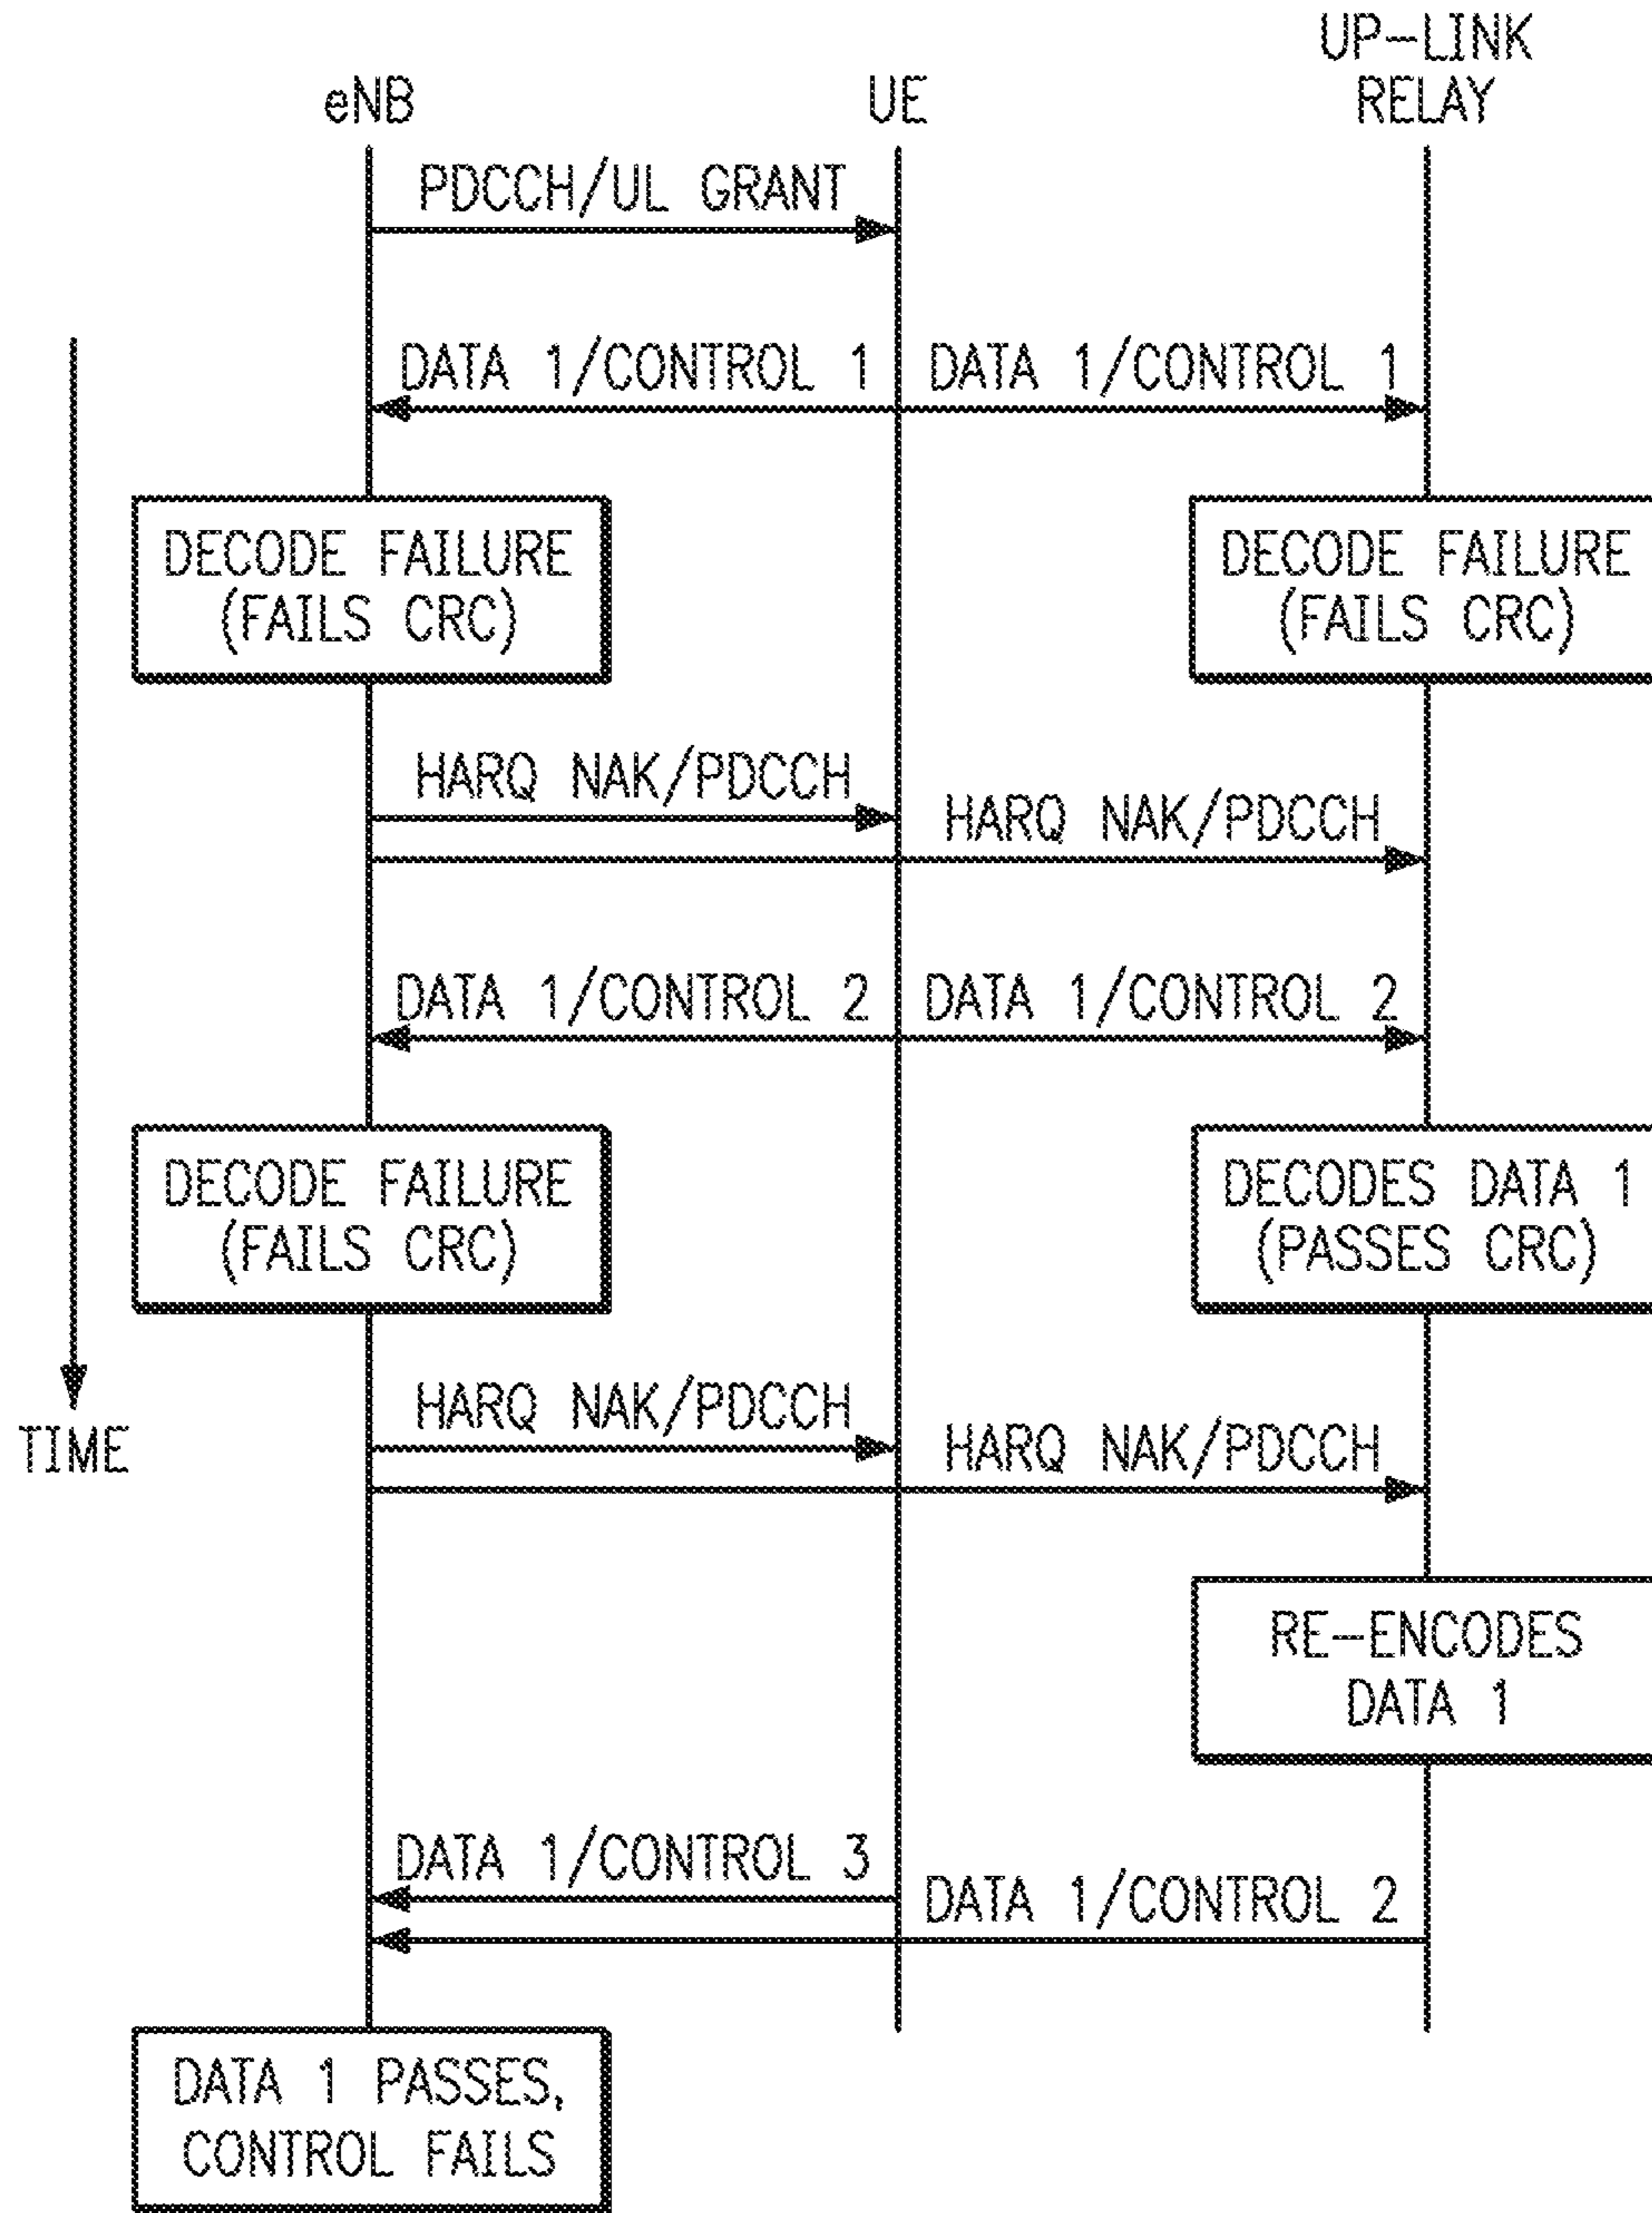 eNB
UE
UP-LINK
RELAY
PDCCH/UL GRANT
DATA 1/CONTROL 1
DATA 1/CONTROL 1
DECODE FAILURE
(FAILS CRC)
DECODE FAILURE
(FAILS CRC)
HARQ NAK/PDCCH
HARQ NAK/PDCCH
DATA 1/CONTROL 2
DATA 1/CONTROL 2
DECODE FAILURE
(FAILS CRC)
DECODES DATA 1
(PASSES CRC)
TIME
HARQ NAK/PDCCH
HARQ NAK/PDCCH
RE-ENCODES
DATA 1
DATA 1/CONTROL 3
DATA 1/CONTROL 2
DATA 1 PASSES,
CONTROL FAILS